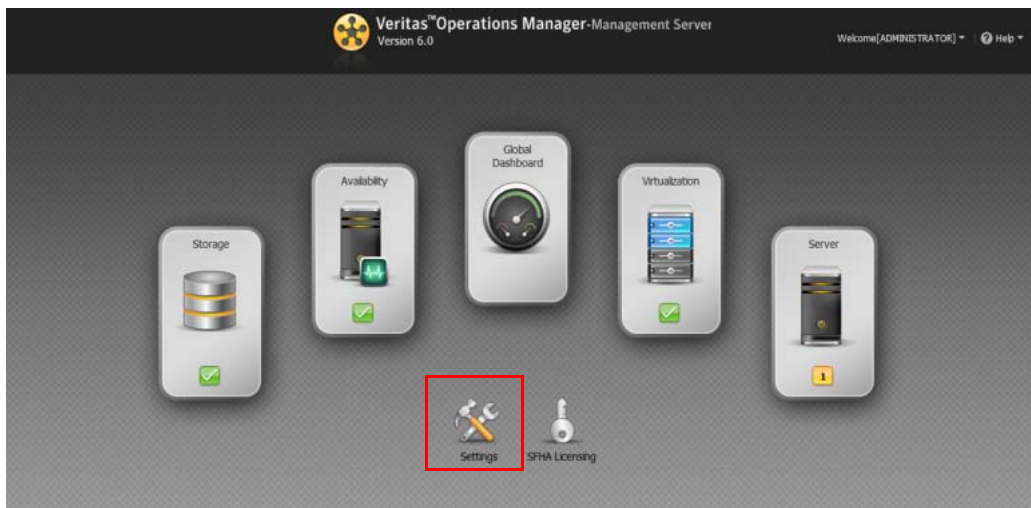 Veritas™Operations Manager-Management Server
Version 6.0
Welcome[ADMINISTRATOR]
Help
Global
Dashboard
Availability
Virtualization
Storage
Server
1
Settings
SFHA Licensing